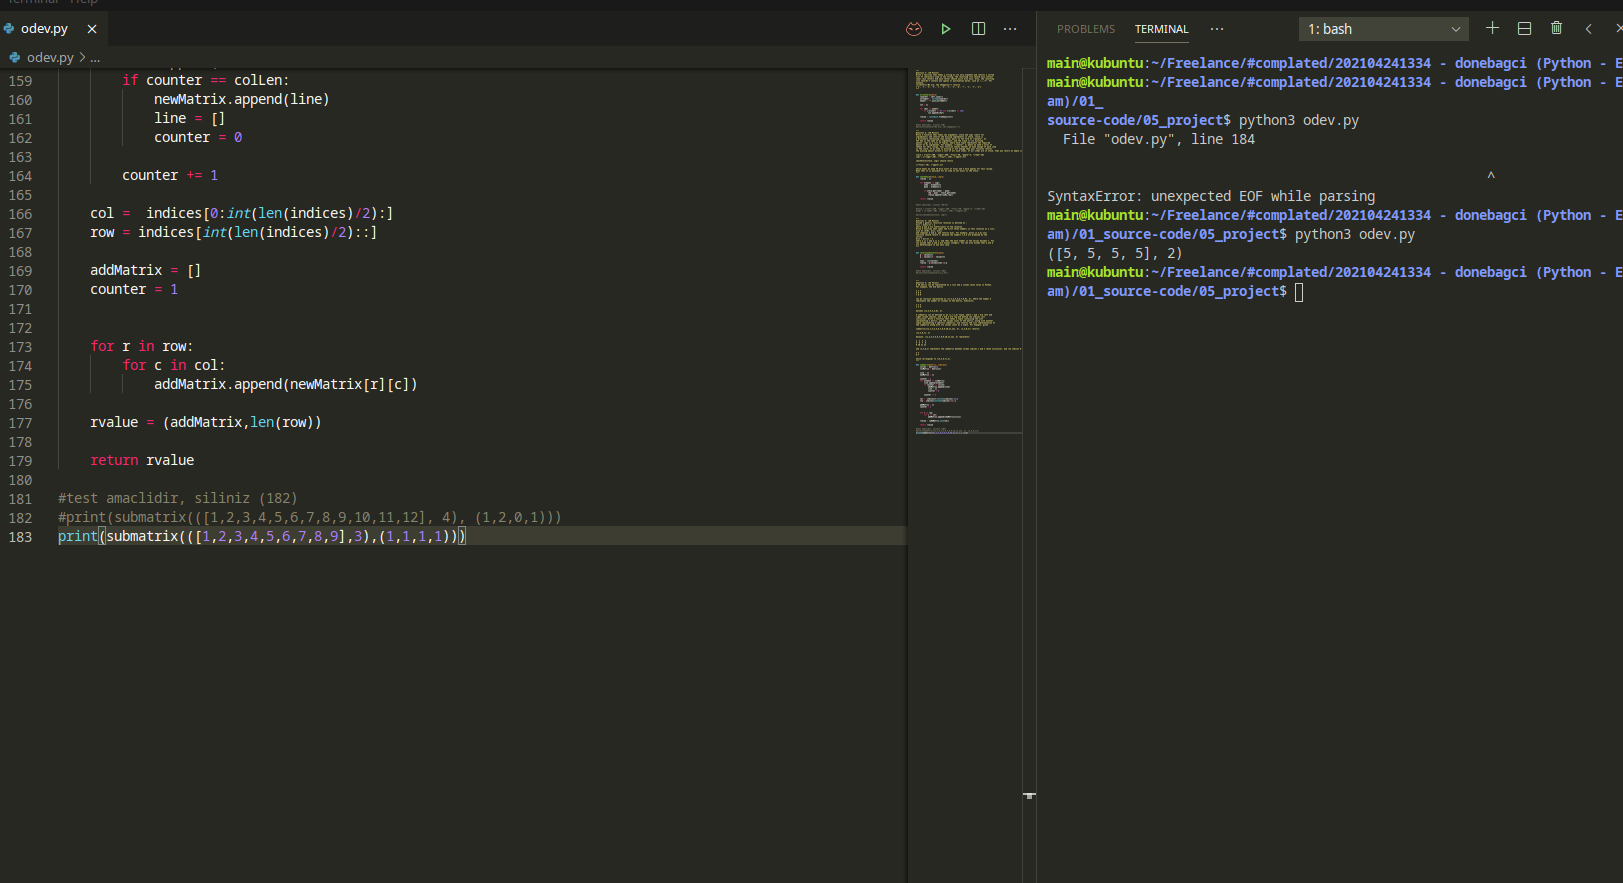 odev.py
odev.py > ...
159 if counter == colLen:
160 newMatrix.append(line)
161 line = []
162 counter = 0
163
164 counter += 1
165
166 col =  indices[0:int(len(indices)/2):]
167 row = indices[int(len(indices)/2)::]
168
169 addMatrix = []
170 counter = 1
171
172
173 for r in row:
174 for c in col:
175 addMatrix.append(newMatrix[r][c])
176
177 rvalue = (addMatrix,len(row))
178
179 return rvalue
180
181 #test amaclidir, siliniz (182)
182 #print(submatrix(([1,2,3,4,5,6,7,8,9,10,11,12], 4), (1,2,0,1)))
183 print(submatrix(([1,2,3,4,5,6,7,8,9],3),(1,1,1,1)))
PROBLEMS TERMINAL ... 1: bash
main@kubuntu:~/Freelance/#complated/202104241334 - donebagci (Python - E
main@kubuntu:~/Freelance/#complated/202104241334 - donebagci (Python - E
am)/01_
source-code/05_project$ python3 odev.py
File "odev.py", line 184
^
SyntaxError: unexpected EOF while parsing
main@kubuntu:~/Freelance/#complated/202104241334 - donebagci (Python - E
am)/01_source-code/05_project$ python3 odev.py
([5, 5, 5, 5], 2)
main@kubuntu:~/Freelance/#complated/202104241334 - donebagci (Python - E
am)/01_source-code/05_project$